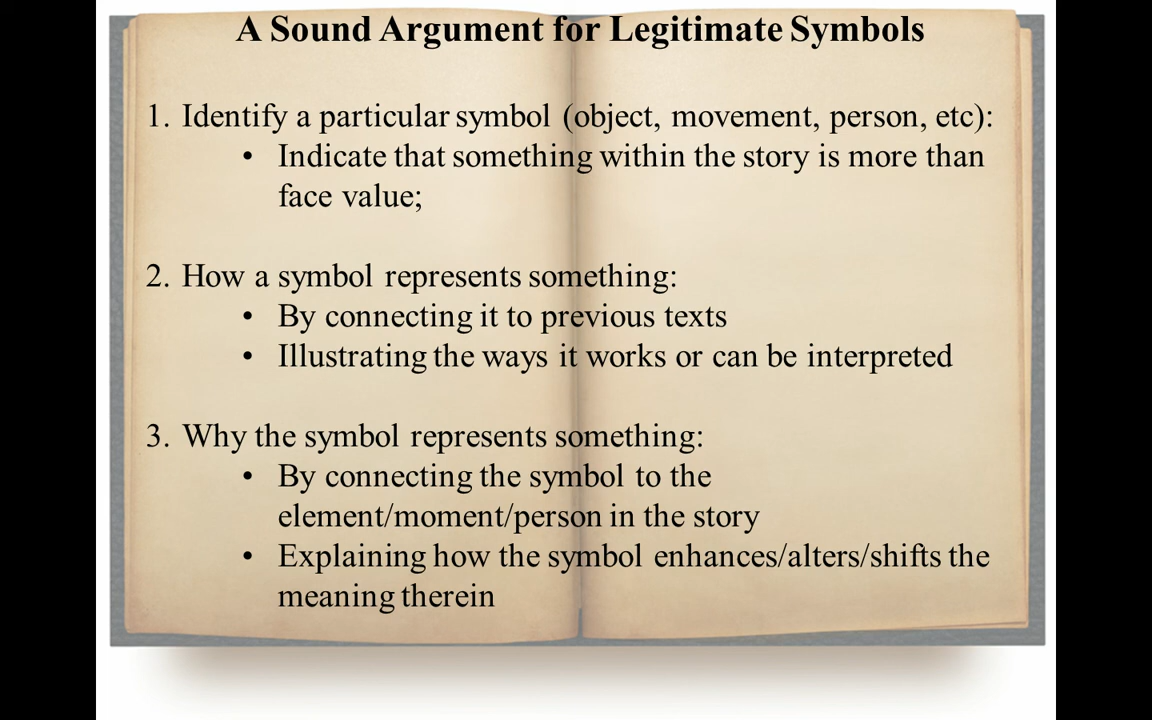 A Sound Argument for Legitimate Symbols
1. Identify a particular symbol (object, movement, person, etc):
• Indicate that something within the story is more than
face value;
2. How a symbol represents something:
• By connecting it to previous texts
• Illustrating the ways it works or can be interpreted
3. Why the symbol represents something:
• By connecting the symbol to the
element/moment/person in the story
• Explaining how the symbol enhances/alters/shifts the
meaning therein